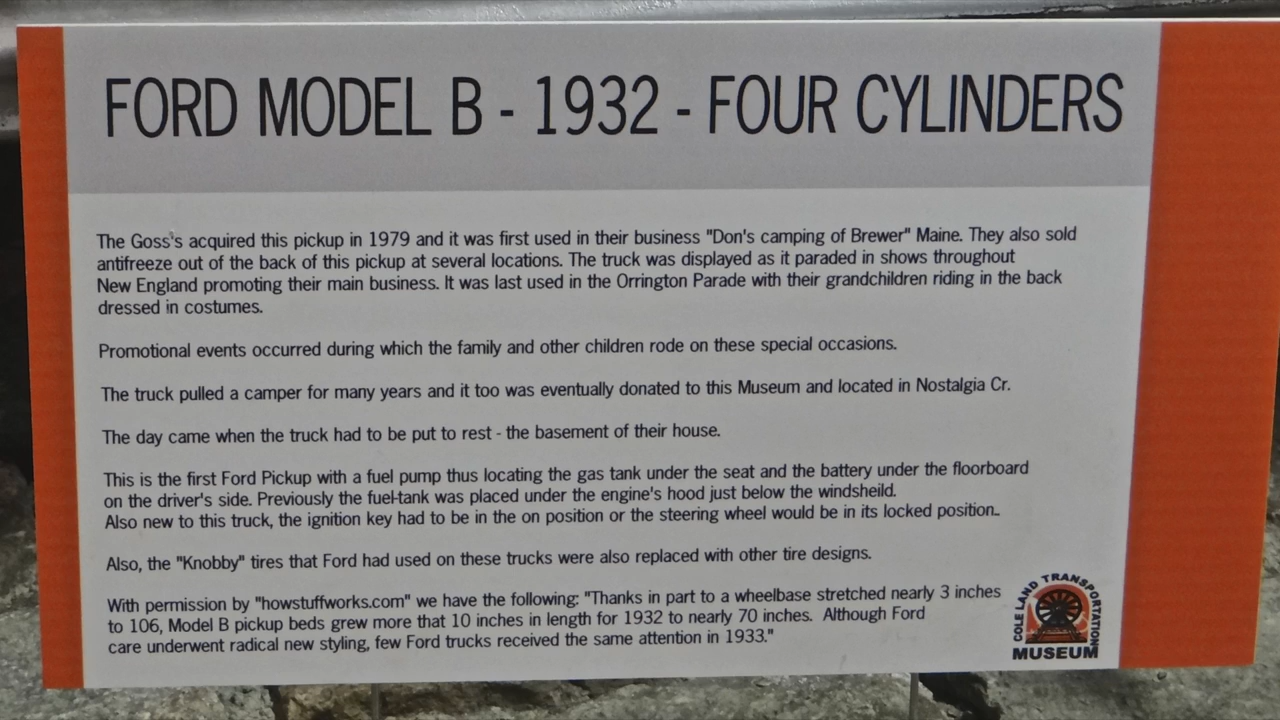 FORD MODEL B - 1932 - FOUR CYLINDERS
The Goss's acquired this pickup in 1979 and it was first used in their business "Don's camping of Brewer" Maine. They also sold
antifreeze out of the back of this pickup at several locations. The truck was displayed as it paraded in shows throughout
New England promoting their main business. It was last used in the Orrington Parade with their grandchildren riding in the back
dressed in costumes.
Promotional events occurred during which the family and other children rode on these special occasions.
The truck pulled a camper for many years and it too was eventually donated to this Museum and located in Nostalgia Cr.
The day came when the truck had to be put to rest - the basement of their house.
This is the first Ford Pickup with a fuel pump thus locating the gas tank under the seat and the battery under the floorboard
on the driver's side. Previously the fuel-tank was placed under the engine's hood just below the windsheild.
Also new to this truck, the ignition key had to be in the on position or the steering wheel would be in its locked position..
Also, the "Knobby" tires that Ford had used on these trucks were also replaced with other tire designs.
With permission by "howstuffworks.com" we have the following: "Thanks in part to a wheelbase stretched nearly 3 inches
to 106, Model B pickup beds grew more that 10 inches in length for 1932 to nearly 70 inches. Although Ford
care underwent radical new styling, few Ford trucks received the same attention in 1933."
COLE LAND TRANSPORTATION
MUSEUM